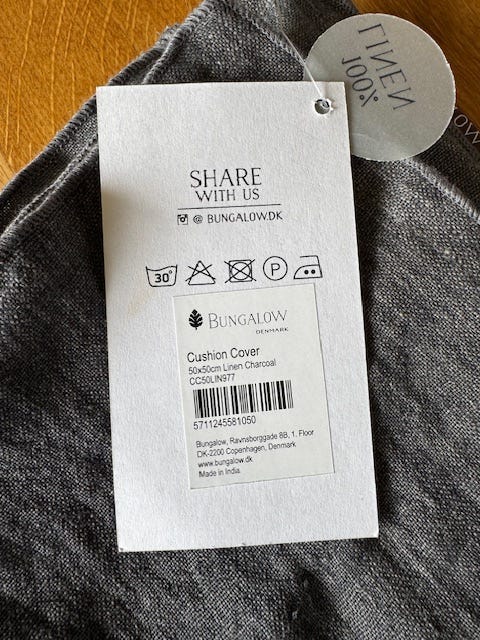 LINEN
100%
OW
SHARE
WITH US
@ BUNGALOW.DK
30°
P
BUNGALOW
DENMARK
Cushion Cover
50x50cm Linen Charcoal
CC50LIN977
5711245581050
Bungalow, Ravnsborggade 8B, 1. Floor
DK-2200 Copenhagen, Denmark
www.bungalow.dk
Made in India.